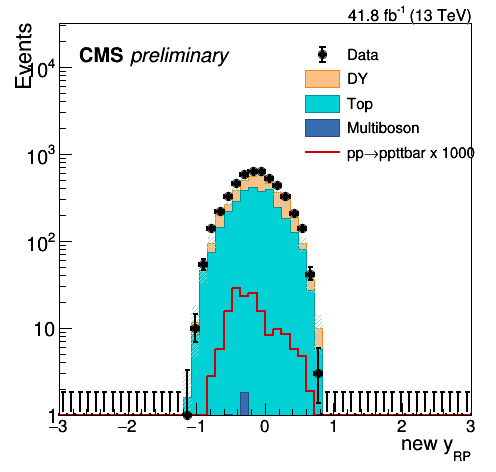 41.8 fb⁻¹ (13 TeV)
Events
CMS preliminary
Data
DY
Top
Multiboson
pp→ppttbar x 1000
10⁴
10³
10²
10
1
−3 −2 −1 0 1 2 3
new y_RP